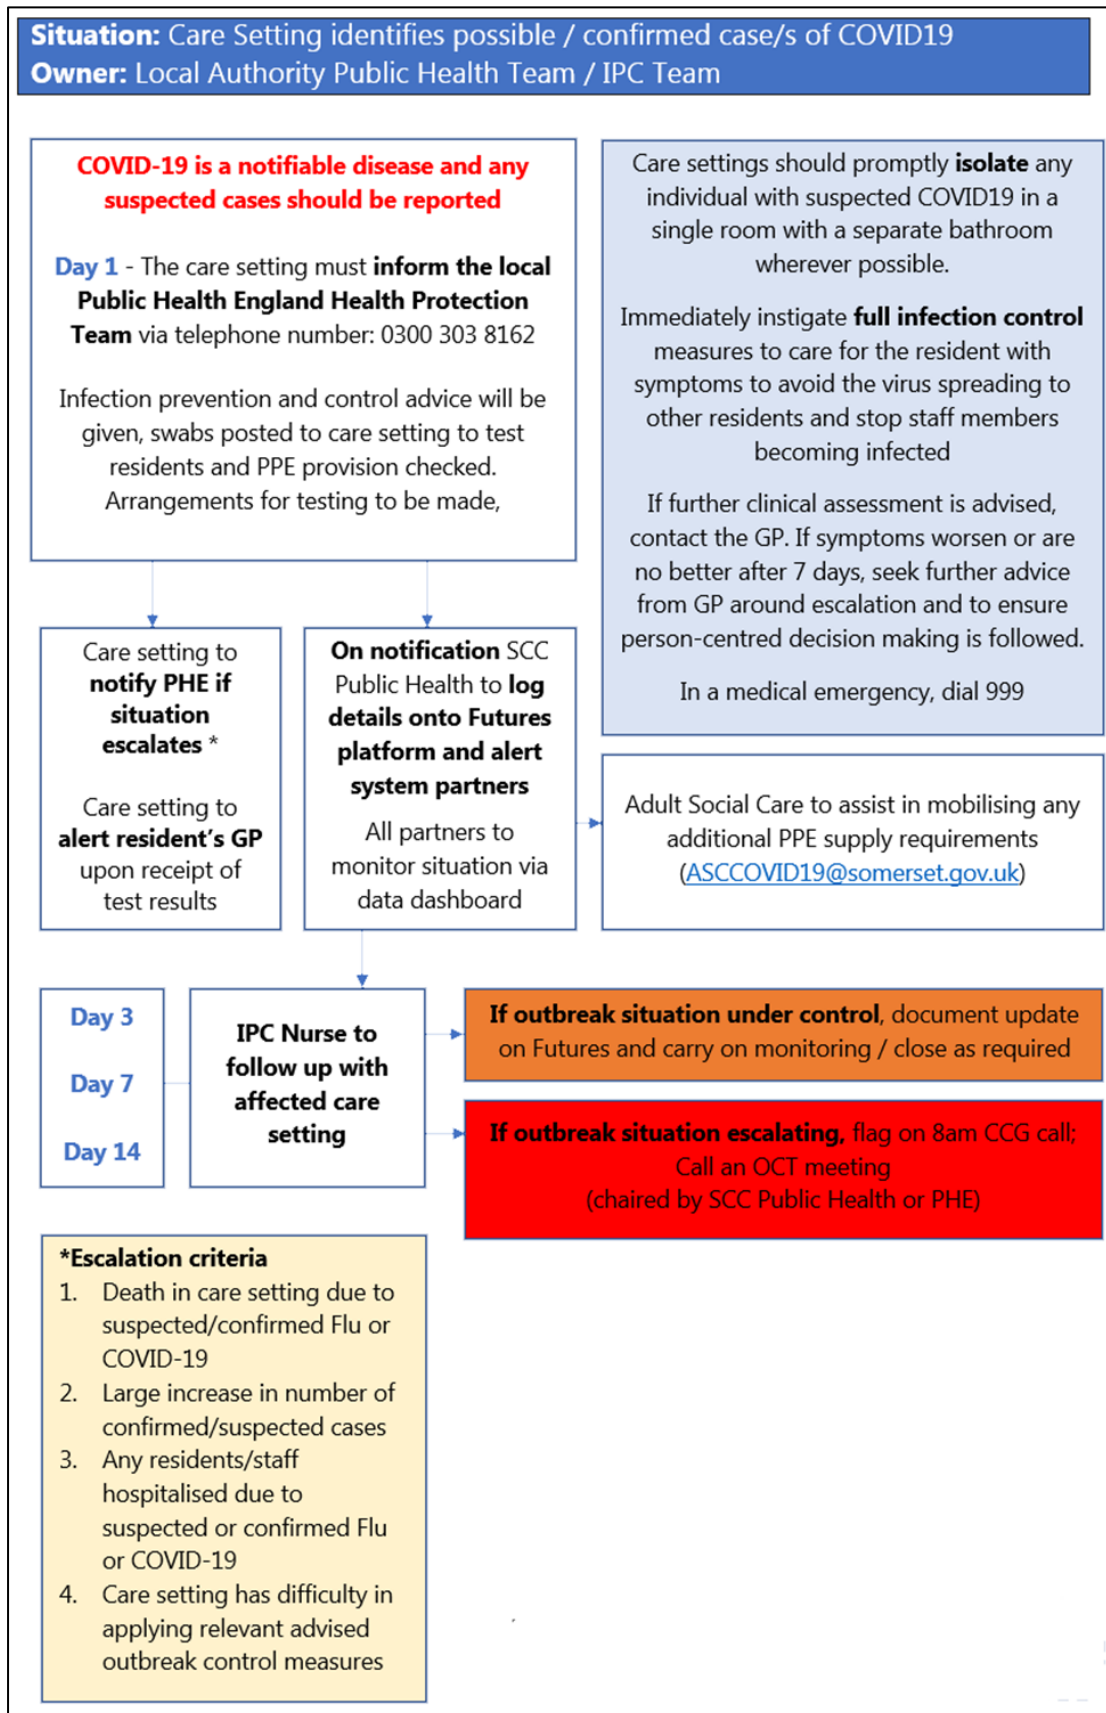 Situation: Care Setting identifies possible / confirmed case/s of COVID19
Owner: Local Authority Public Health Team / IPC Team
COVID-19 is a notifiable disease and any
suspected cases should be reported
Day 1 - The care setting must inform the local
Public Health England Health Protection
Team via telephone number: 0300 303 8162
Infection prevention and control advice will be
given, swabs posted to care setting to test
residents and PPE provision checked.
Arrangements for testing to be made,
Care settings should promptly isolate any
individual with suspected COVID19 in a
single room with a separate bathroom
wherever possible.
Immediately instigate full infection control
measures to care for the resident with
symptoms to avoid the virus spreading to
other residents and stop staff members
becoming infected
If further clinical assessment is advised,
contact the GP. If symptoms worsen or are
no better after 7 days, seek further advice
from GP around escalation and to ensure
person-centred decision making is followed.
In a medical emergency, dial 999
Care setting to
notify PHE if
situation
escalates *
Care setting to
alert resident's GP
upon receipt of
test results
On notification SCC
Public Health to log
details onto Futures
platform and alert
system partners
All partners to
monitor situation via
data dashboard
Adult Social Care to assist in mobilising any
additional PPE supply requirements
(ASCCOVID19@somerset.gov.uk)
Day 3
Day 7
Day 14
IPC Nurse to
follow up with
affected care
setting
If outbreak situation under control, document update
on Futures and carry on monitoring / close as required
If outbreak situation escalating, flag on 8am CCG call;
Call an OCT meeting
(chaired by SCC Public Health or PHE)
*Escalation criteria
1. Death in care setting due to
suspected/confirmed Flu or
COVID-19
2. Large increase in number of
confirmed/suspected cases
3. Any residents/staff
hospitalised due to
suspected or confirmed Flu
or COVID-19
4. Care setting has difficulty in
applying relevant advised
outbreak control measures